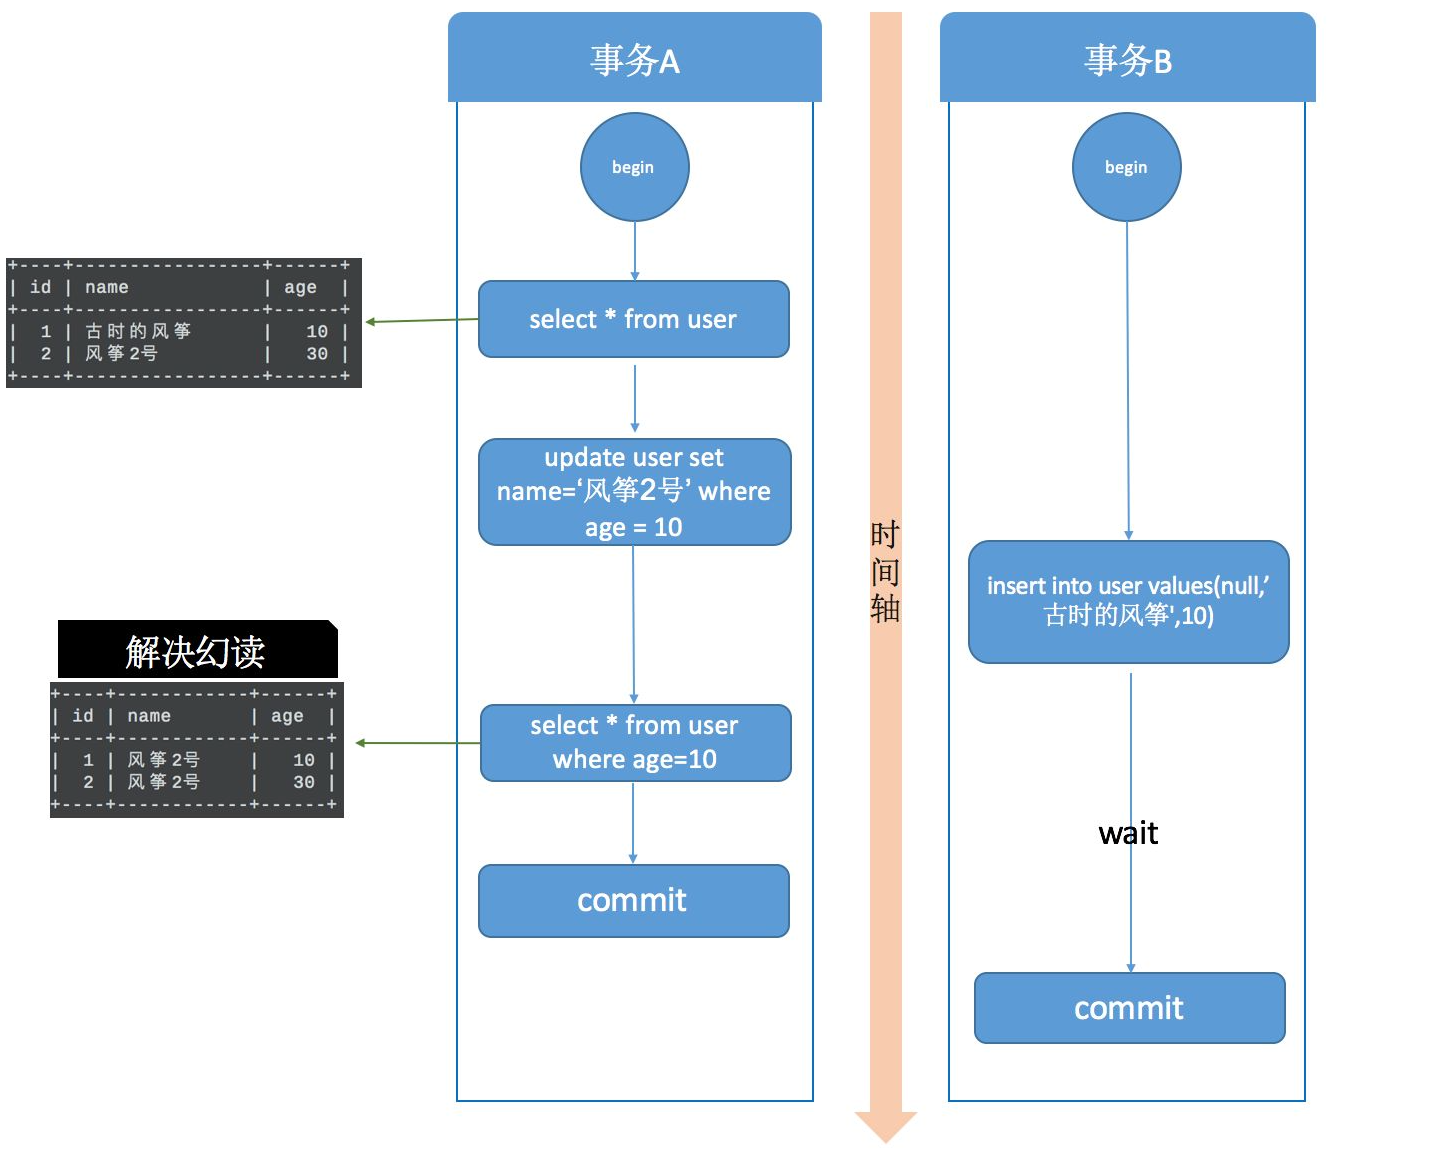 事务A
事务B
begin
begin
+----+-----------------+------+
| id | name            | age  |
+----+-----------------+------+
|  1 | 古时的风筝 | 10 |
|  2 | 风筝2号 | 30 |
+----+-----------------+------+
select * from user
update user set
name=‘风筝2号’ where
age = 10
时
间
轴
insert into user values(null,’
古时的风筝',10)
解决幻读
+----+------------+------+
| id | name       | age  |
+----+------------+------+
|  1 | 风筝2号 | 10 |
|  2 | 风筝2号 | 30 |
+----+------------+------+
select * from user
where age=10
wait
commit
commit